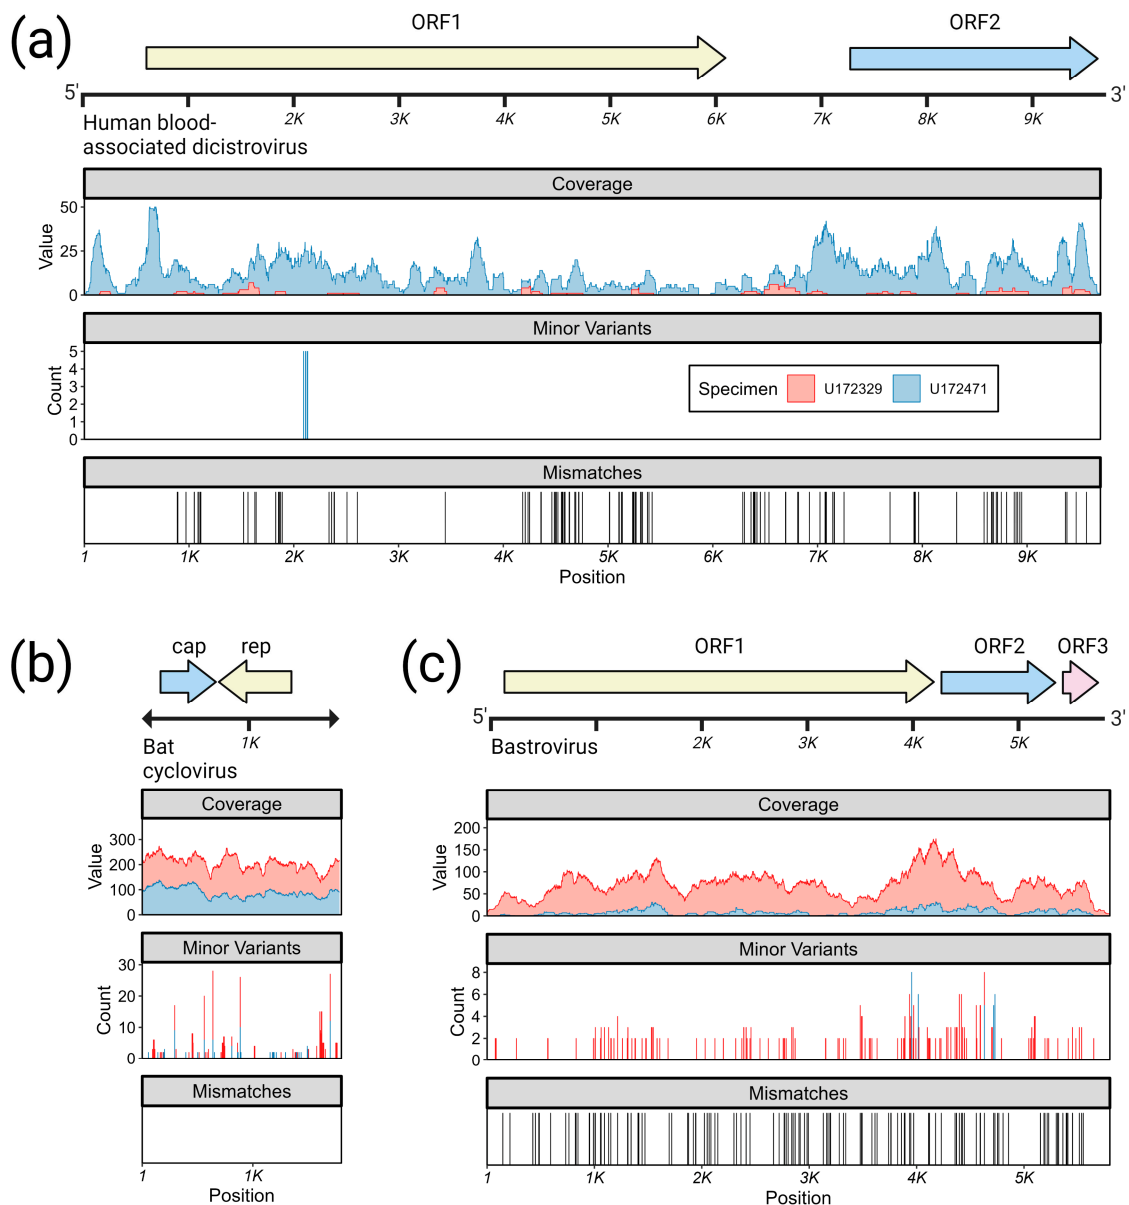 (a)
ORF1
ORF2
5'
3'
2K
3K
4K
5K
6K
7K
8K
9K
Human blood-
associated dicistrovirus
Coverage
Value
50
25
0
Minor Variants
Count
5
4
3
2
1
0
Specimen
U172329
U172471
Mismatches
1
1K
2K
3K
4K
5K
6K
7K
8K
9K
Position
(b)
cap
rep
1K
Bat
cyclovirus
Coverage
Value
300
200
100
0
Minor Variants
Count
30
20
10
0
Mismatches
1
1K
Position
(c)
ORF1
ORF2
ORF3
5'
3'
2K
3K
4K
5K
Bastrovirus
Coverage
Value
200
150
100
50
0
Minor Variants
Count
8
6
4
2
0
Mismatches
1
1K
2K
3K
4K
5K
Position